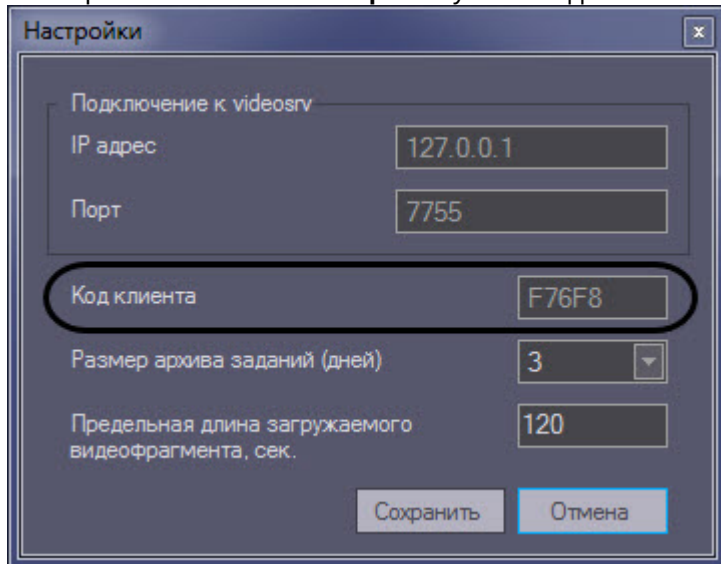 Настройки
x
Подключение к videosrv
IP адрес 127.0.0.1
Порт 7755
Код клиента F76F8
Размер архива заданий (дней) 3
Предельная длина загружаемого 120
видеофрагмента, сек.
Сохранить Отмена